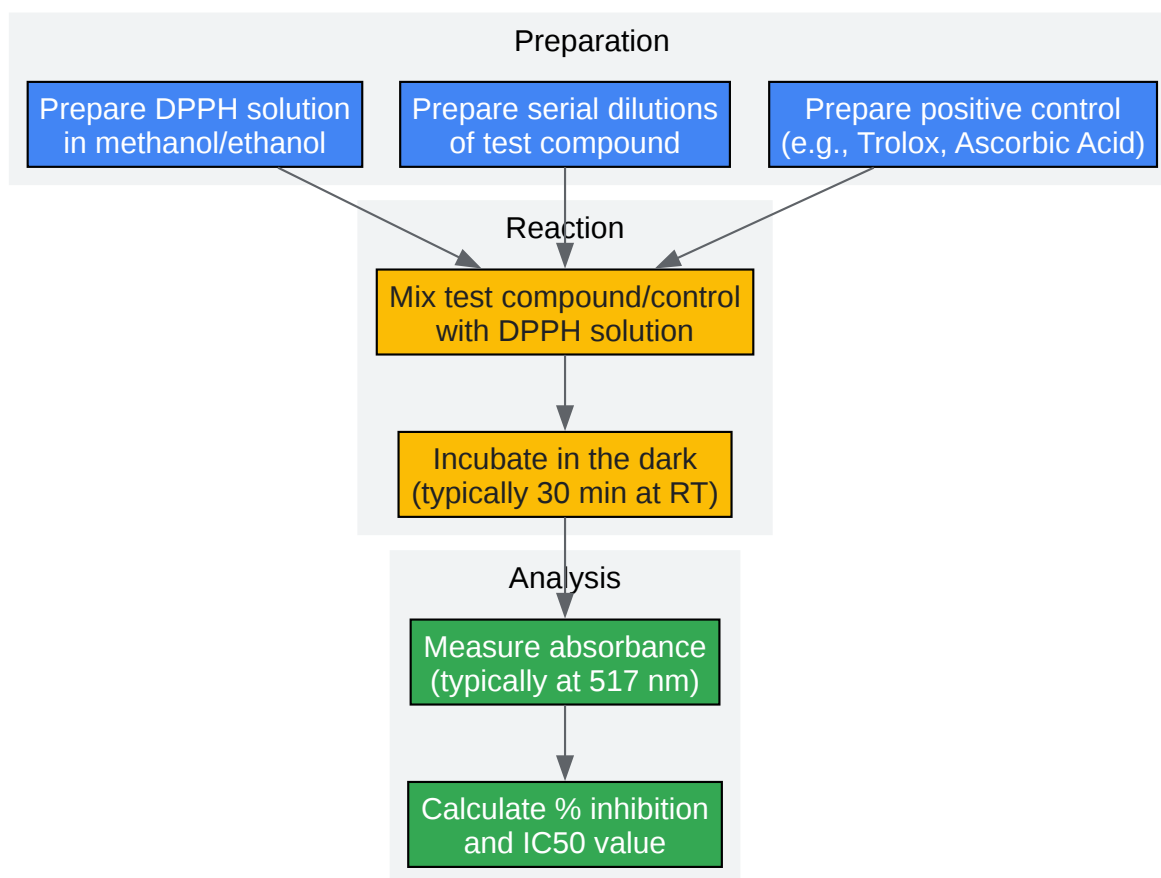 Preparation
Prepare DPPH solution
in methanol/ethanol
Prepare serial dilutions
of test compound
Prepare positive control
(e.g., Trolox, Ascorbic Acid)
Reaction
Mix test compound/control
with DPPH solution
Incubate in the dark
(typically 30 min at RT)
Analysis
Measure absorbance
(typically at 517 nm)
Calculate % inhibition
and IC50 value